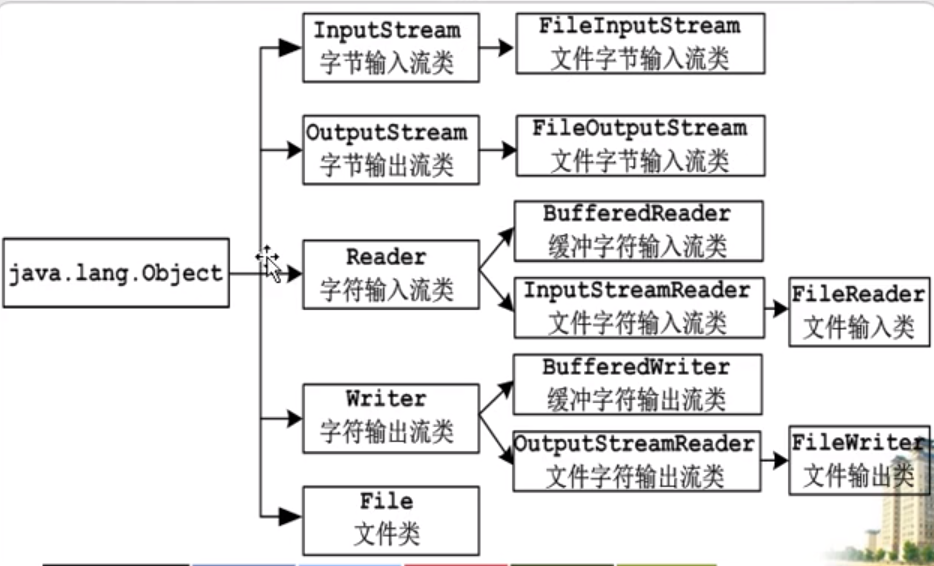 InputStream
字节输入流类
FileInputStream
文件字节输入流类
OutputStream
字节输出流类
FileOutputStream
文件字节输入流类
java.lang.Object
Reader
字符输入流类
BufferedReader
缓冲字符输入流类
InputStreamReader
文件字符输入流类
FileReader
文件输入类
Writer
字符输出流类
BufferedWriter
缓冲字符输出流类
OutputStreamReader
文件字符输出流类
FileWriter
文件输出类
File
文件类